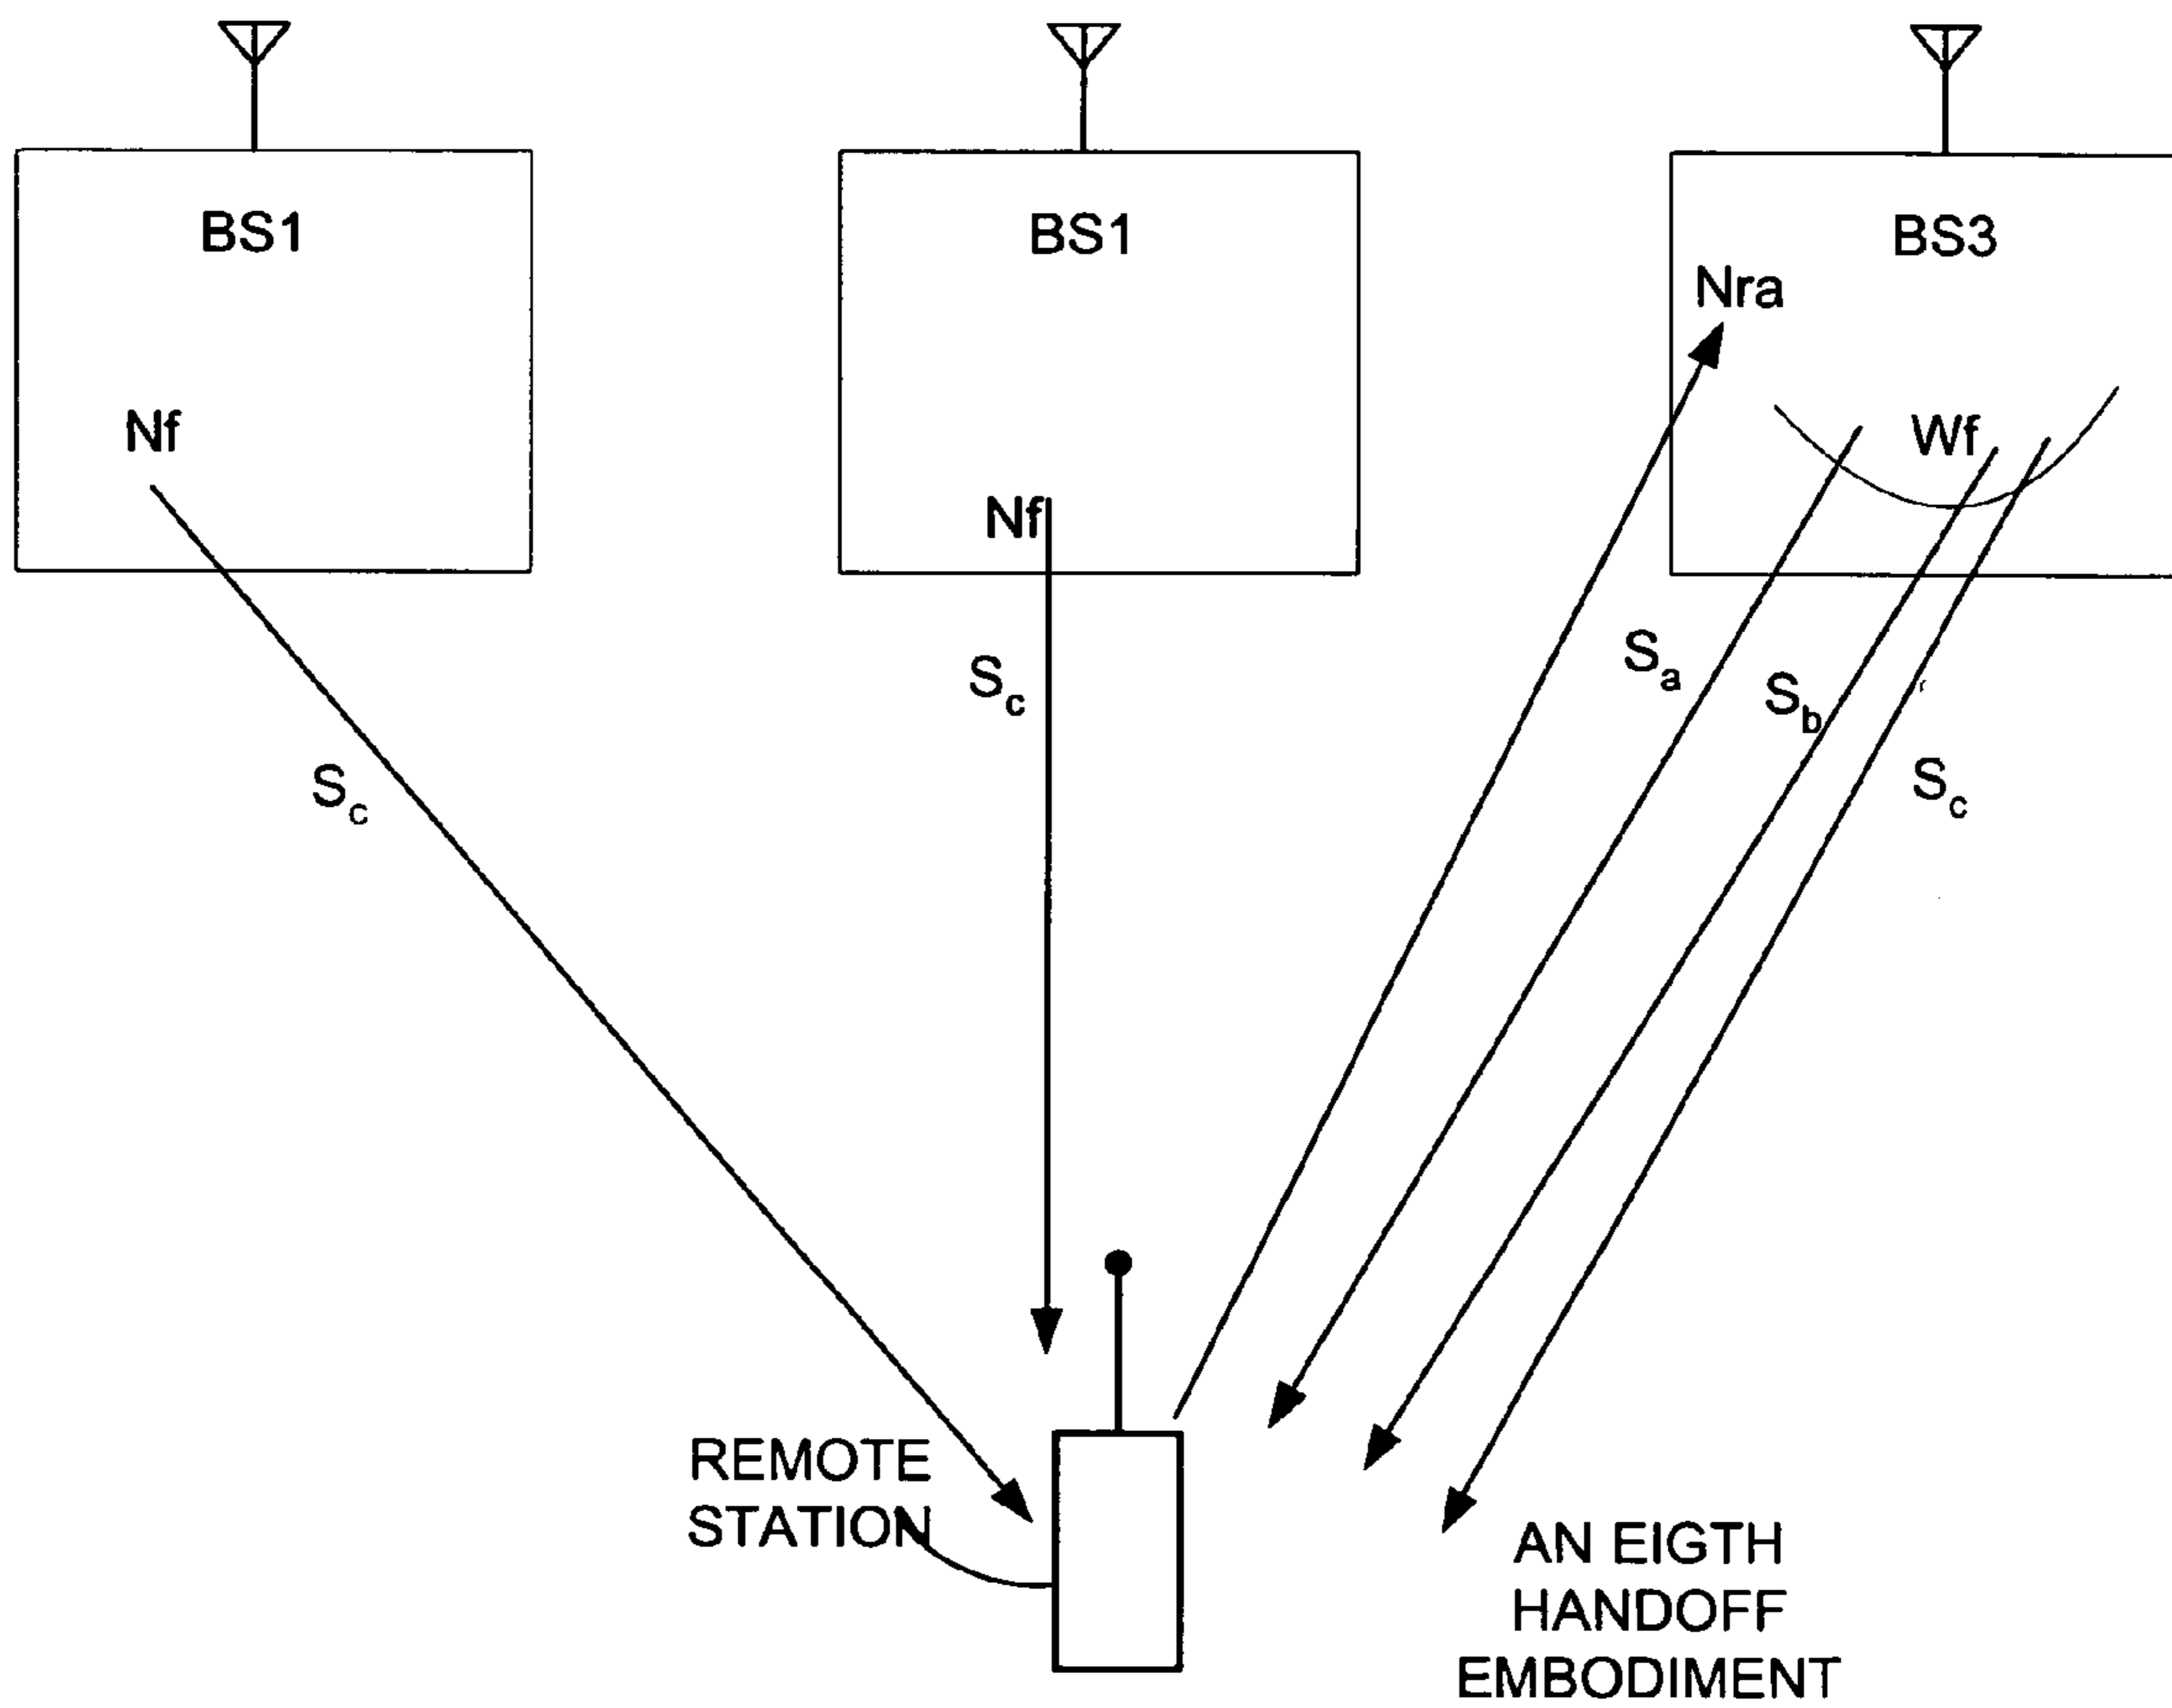 BS1
BS1
BS3
Nra
Nf
Nf
Wf
Sa
Sb
Sc
Sc
Sc
REMOTE
STATION
AN EIGTH
HANDOFF
EMBODIMENT